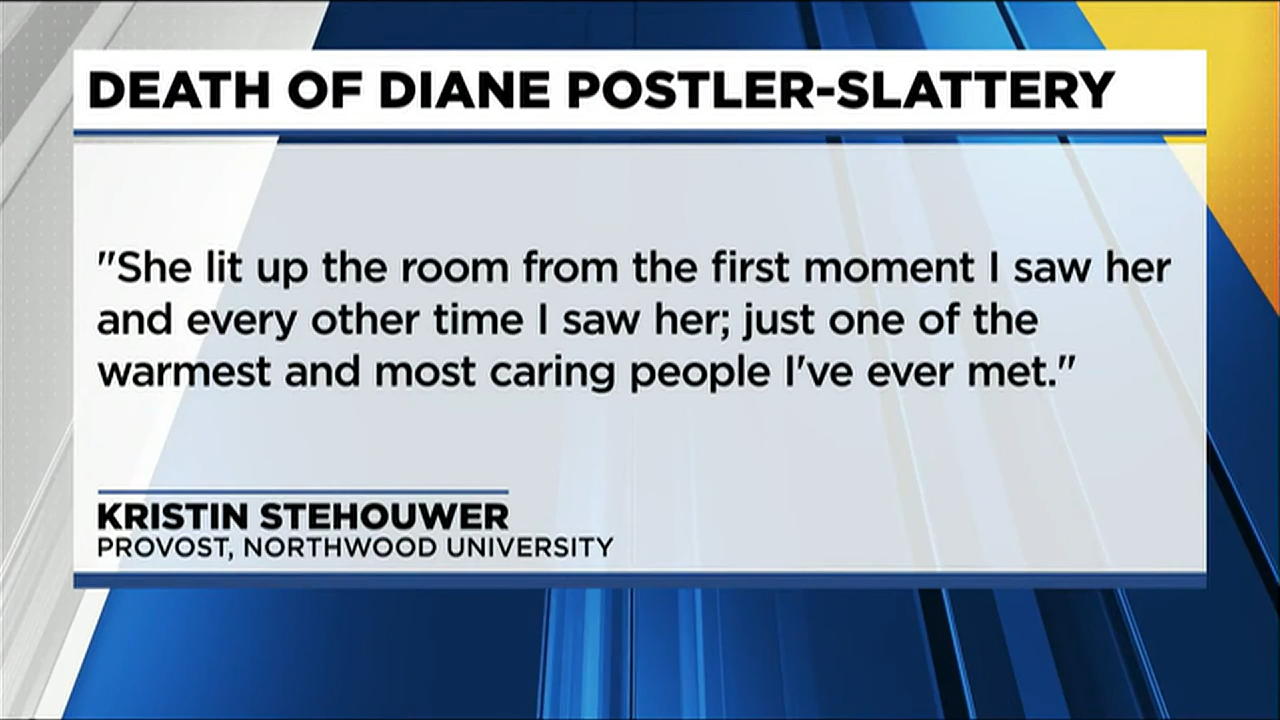 DEATH OF DIANE POSTLER-SLATTERY
"She lit up the room from the first moment I saw her
and every other time I saw her; just one of the
warmest and most caring people I've ever met."
KRISTIN STEHOUWER
PROVOST, NORTHWOOD UNIVERSITY